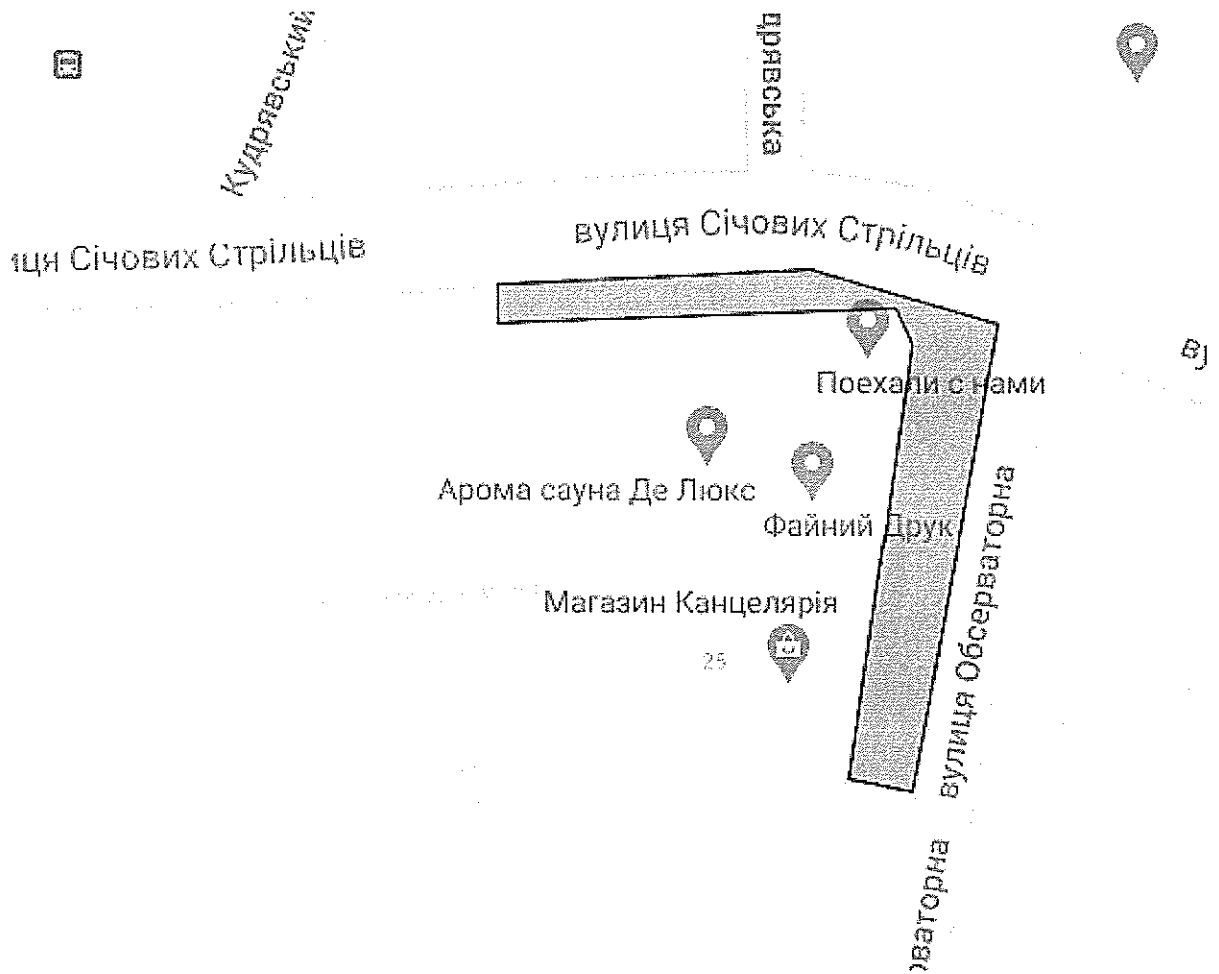 Кудрявський
дрявська
вулиця Січових Стрільців
иця Січових Стрільців
Поехали с нами
Арома сауна Де Люкс
Файний Друк
вулиця Обсерваторна
Магазин Канцелярія
25
рваторна